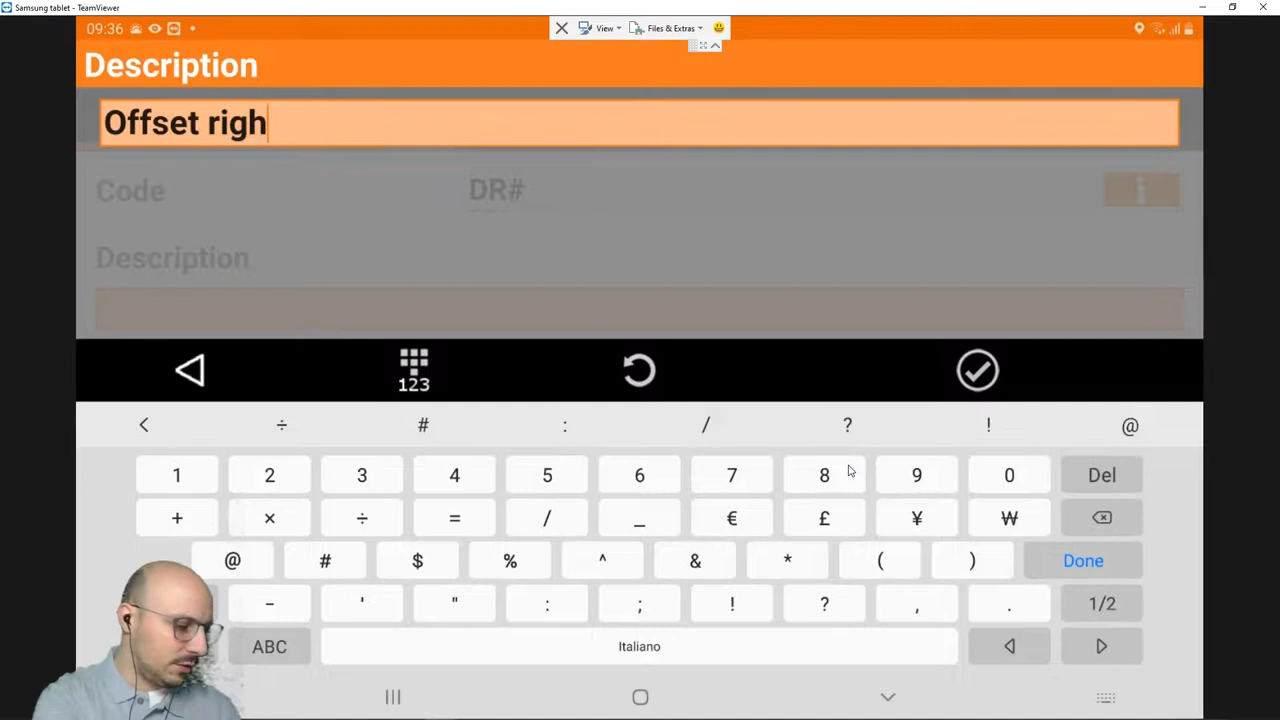 Samsung tablet - TeamViewer
View
Files & Extras
09:36
Description
Offset righ
Code DR#
Description
123
÷ # : / ? ! @
1 2 3 4 5 6 7 8 9 0 Del
+ × ÷ = / _ € £ ¥ ₩
@ # $ % ^ & * ( ) Done
- ' " : ; ! ? , . 1/2
ABC Italiano